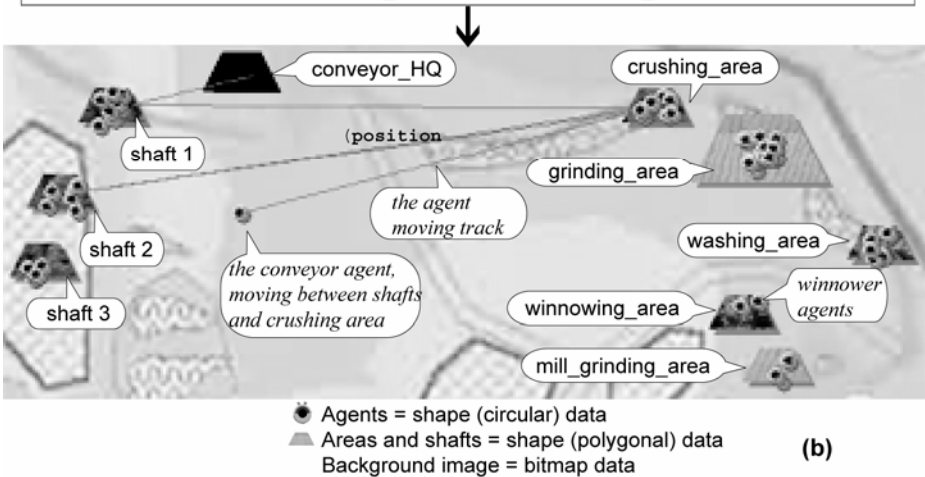 conveyor_HQ
crushing_area
shaft 1
(position
grinding_area
shaft 2
the agent
moving track
washing_area
the conveyor agent,
moving between shafts
and crushing area
shaft 3
winnowing_area
winnower
agents
mill_grinding_area
Agents = shape (circular) data
Areas and shafts = shape (polygonal) data
Background image = bitmap data
(b)